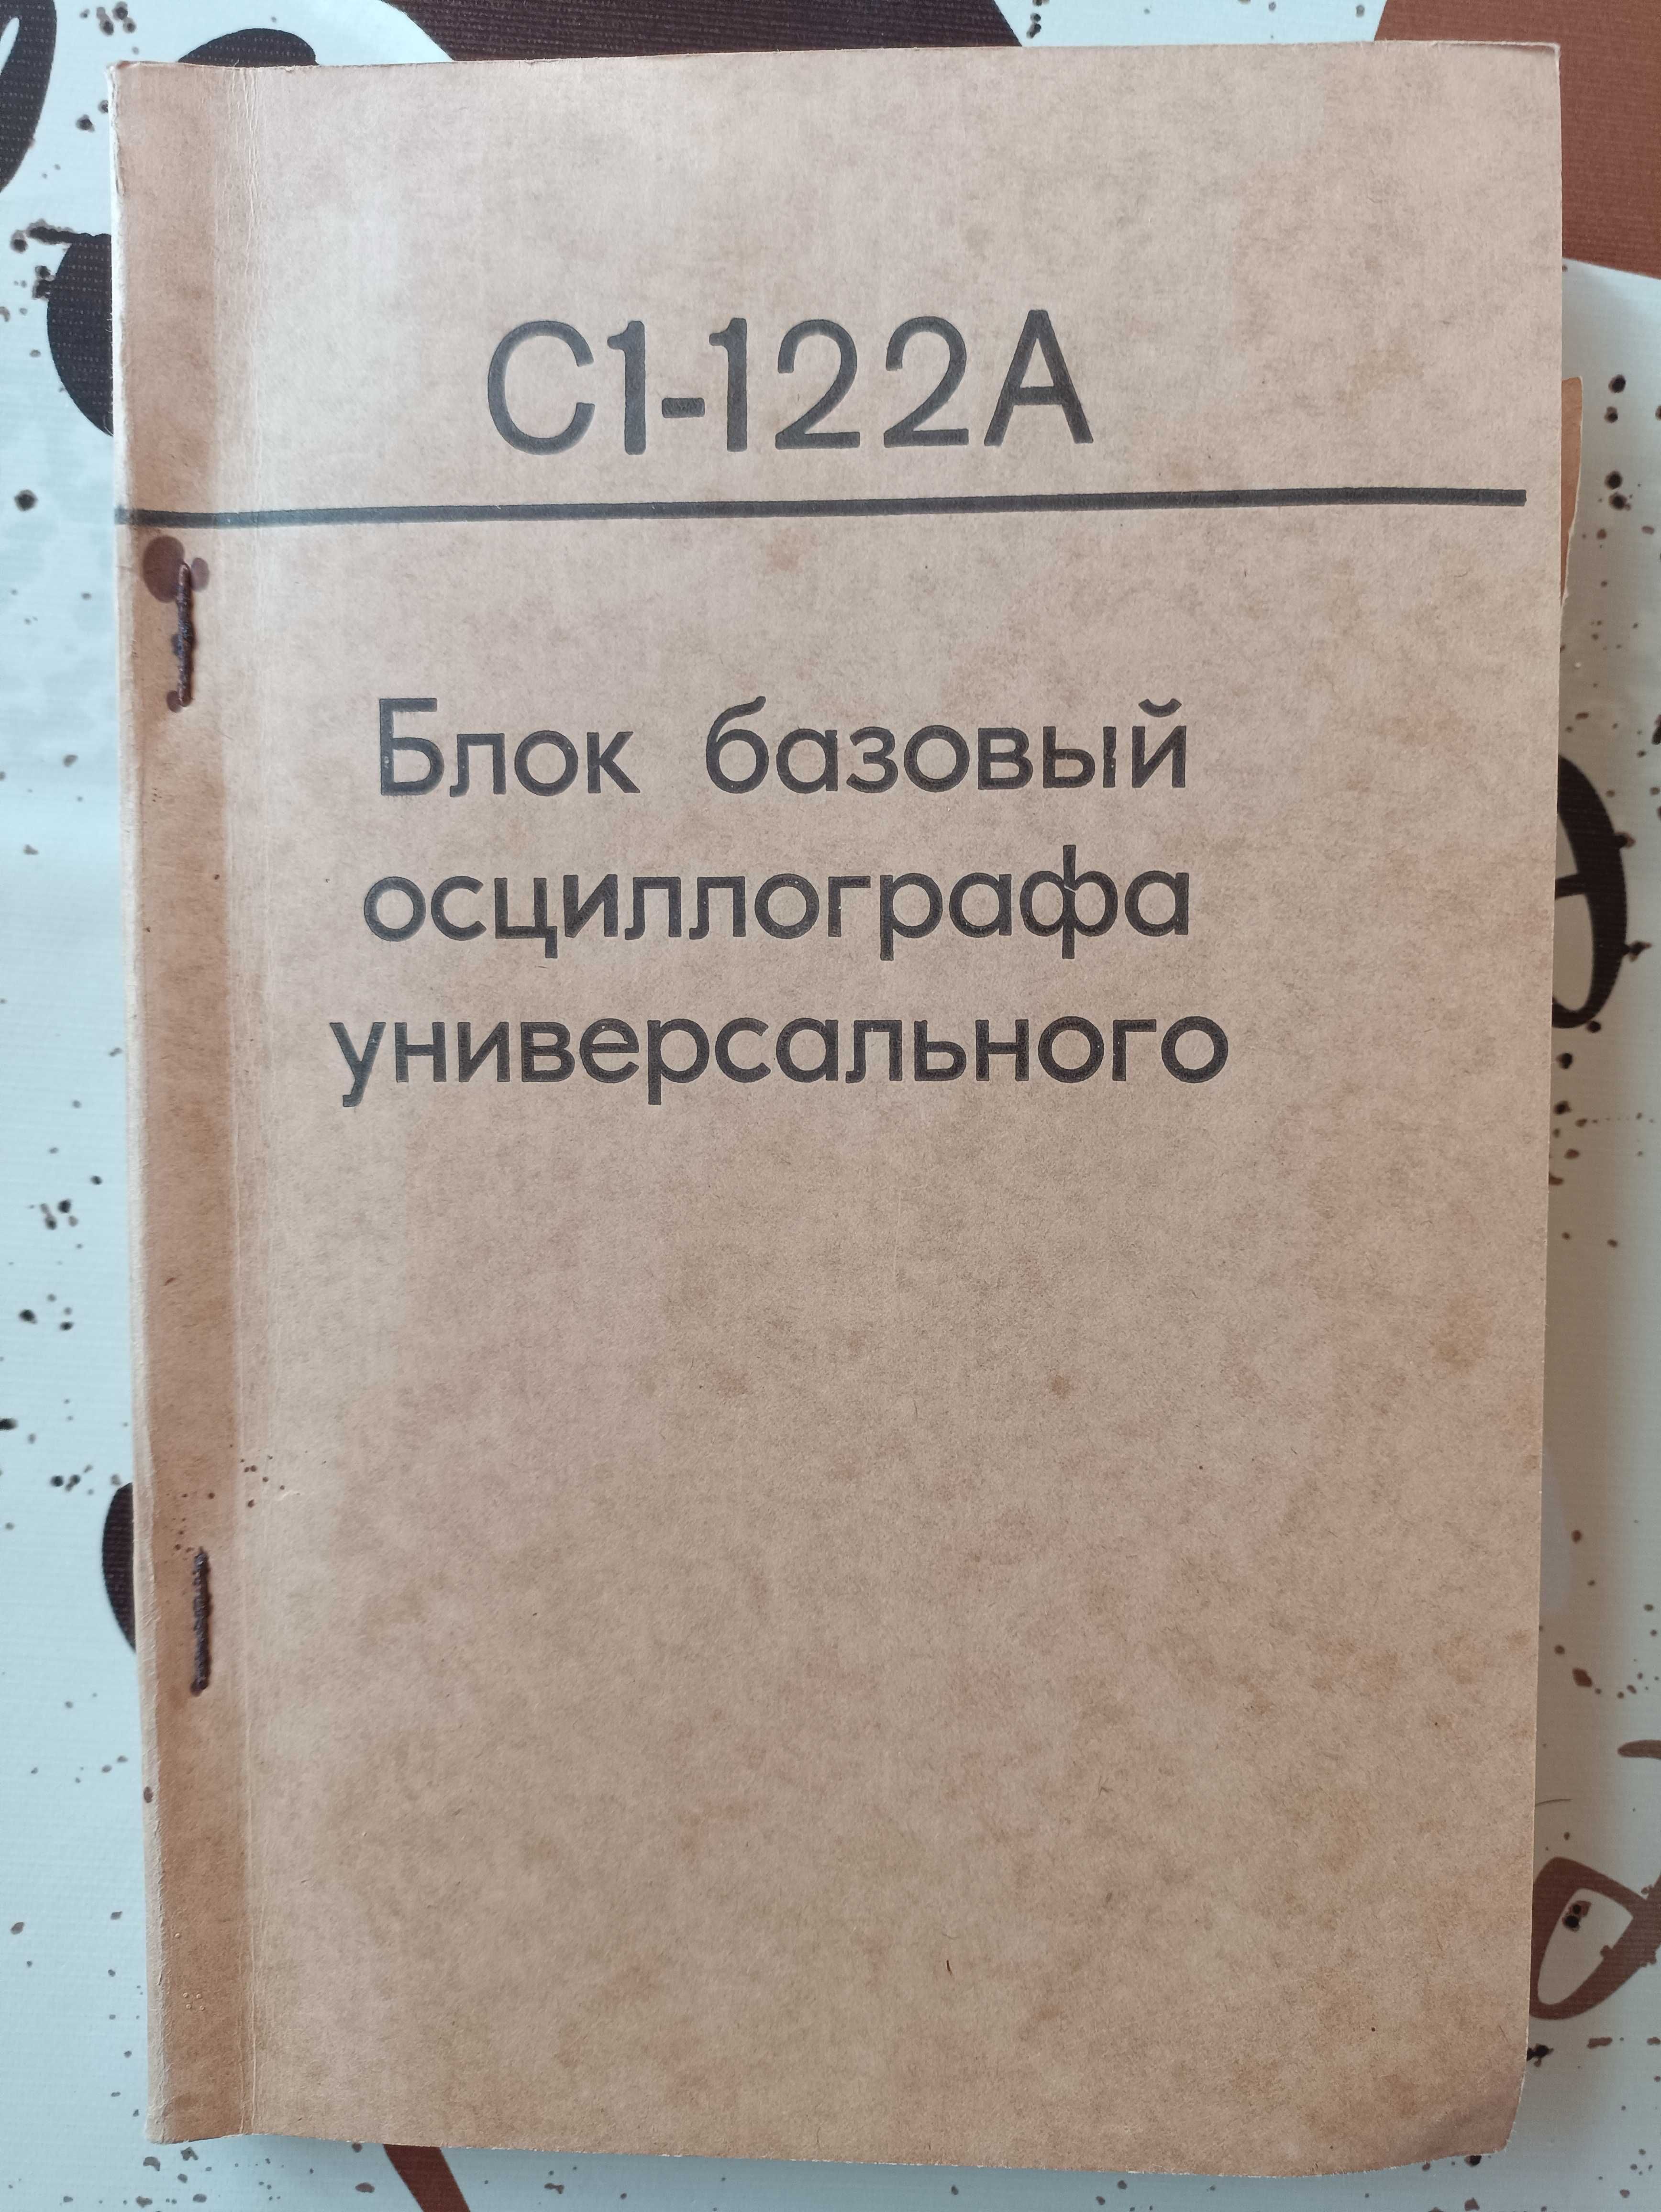 С1-122А
Блок базовый
осциллографа
универсального